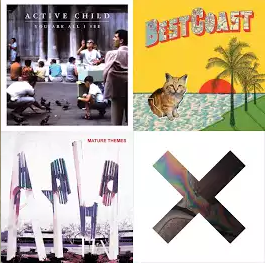 ACTIVE CHILD
YOU ARE ALL I SEE
BEST COAST
MATURE THEMES